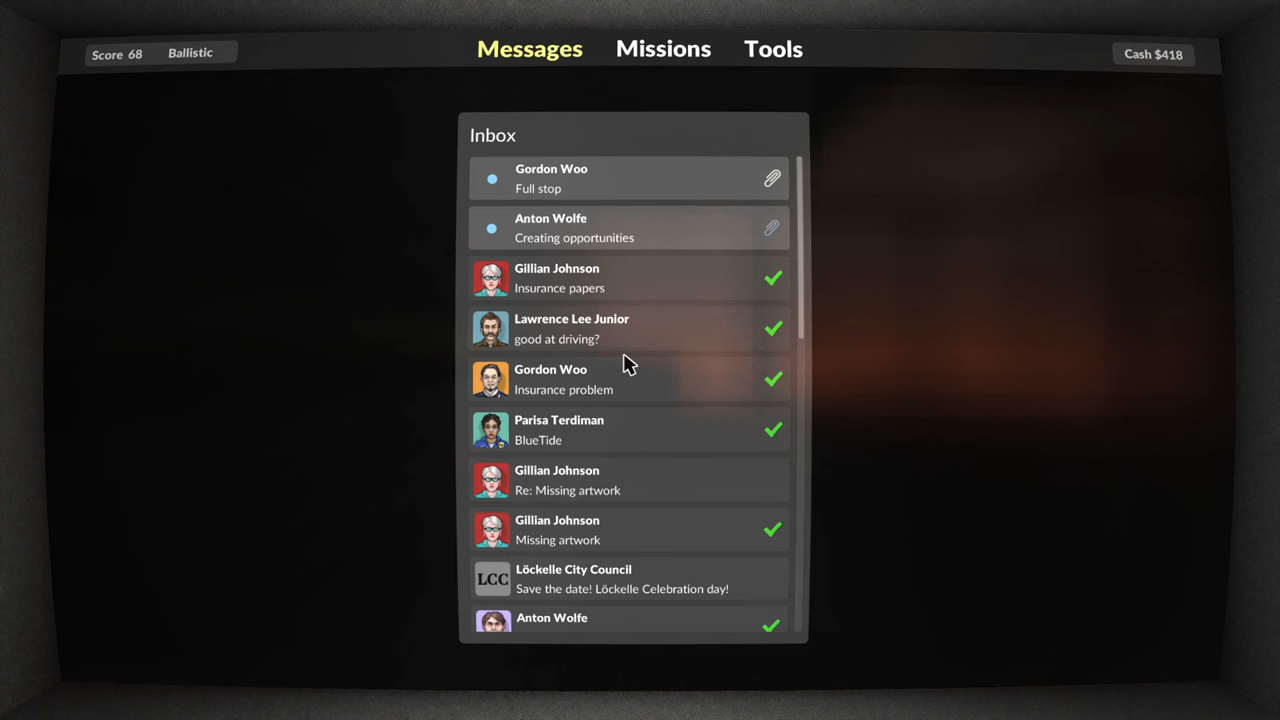 Score 68 Ballistic
Messages Missions Tools
Cash $418
Inbox
Gordon Woo
Full stop
Anton Wolfe
Creating opportunities
Gillian Johnson
Insurance papers
Lawrence Lee Junior
good at driving?
Gordon Woo
Insurance problem
Parisa Terdiman
BlueTide
Gillian Johnson
Re: Missing artwork
Gillian Johnson
Missing artwork
LCC
Löckelle City Council
Save the date! Löckelle Celebration day!
Anton Wolfe